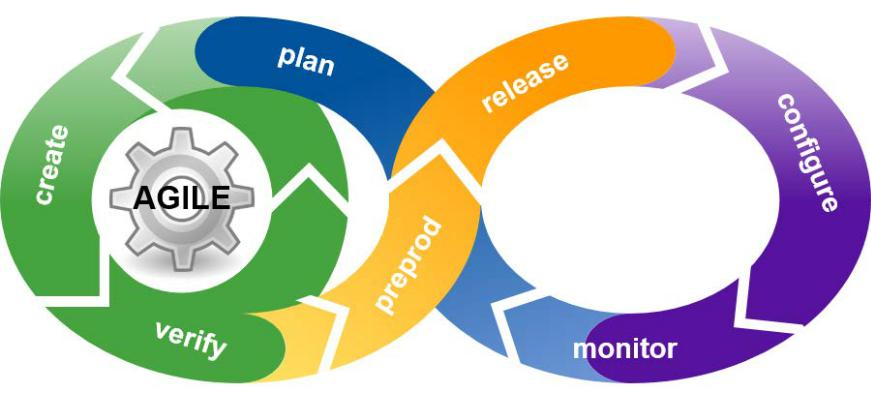 plan
release
create
configure
AGILE
preprod
verify
monitor